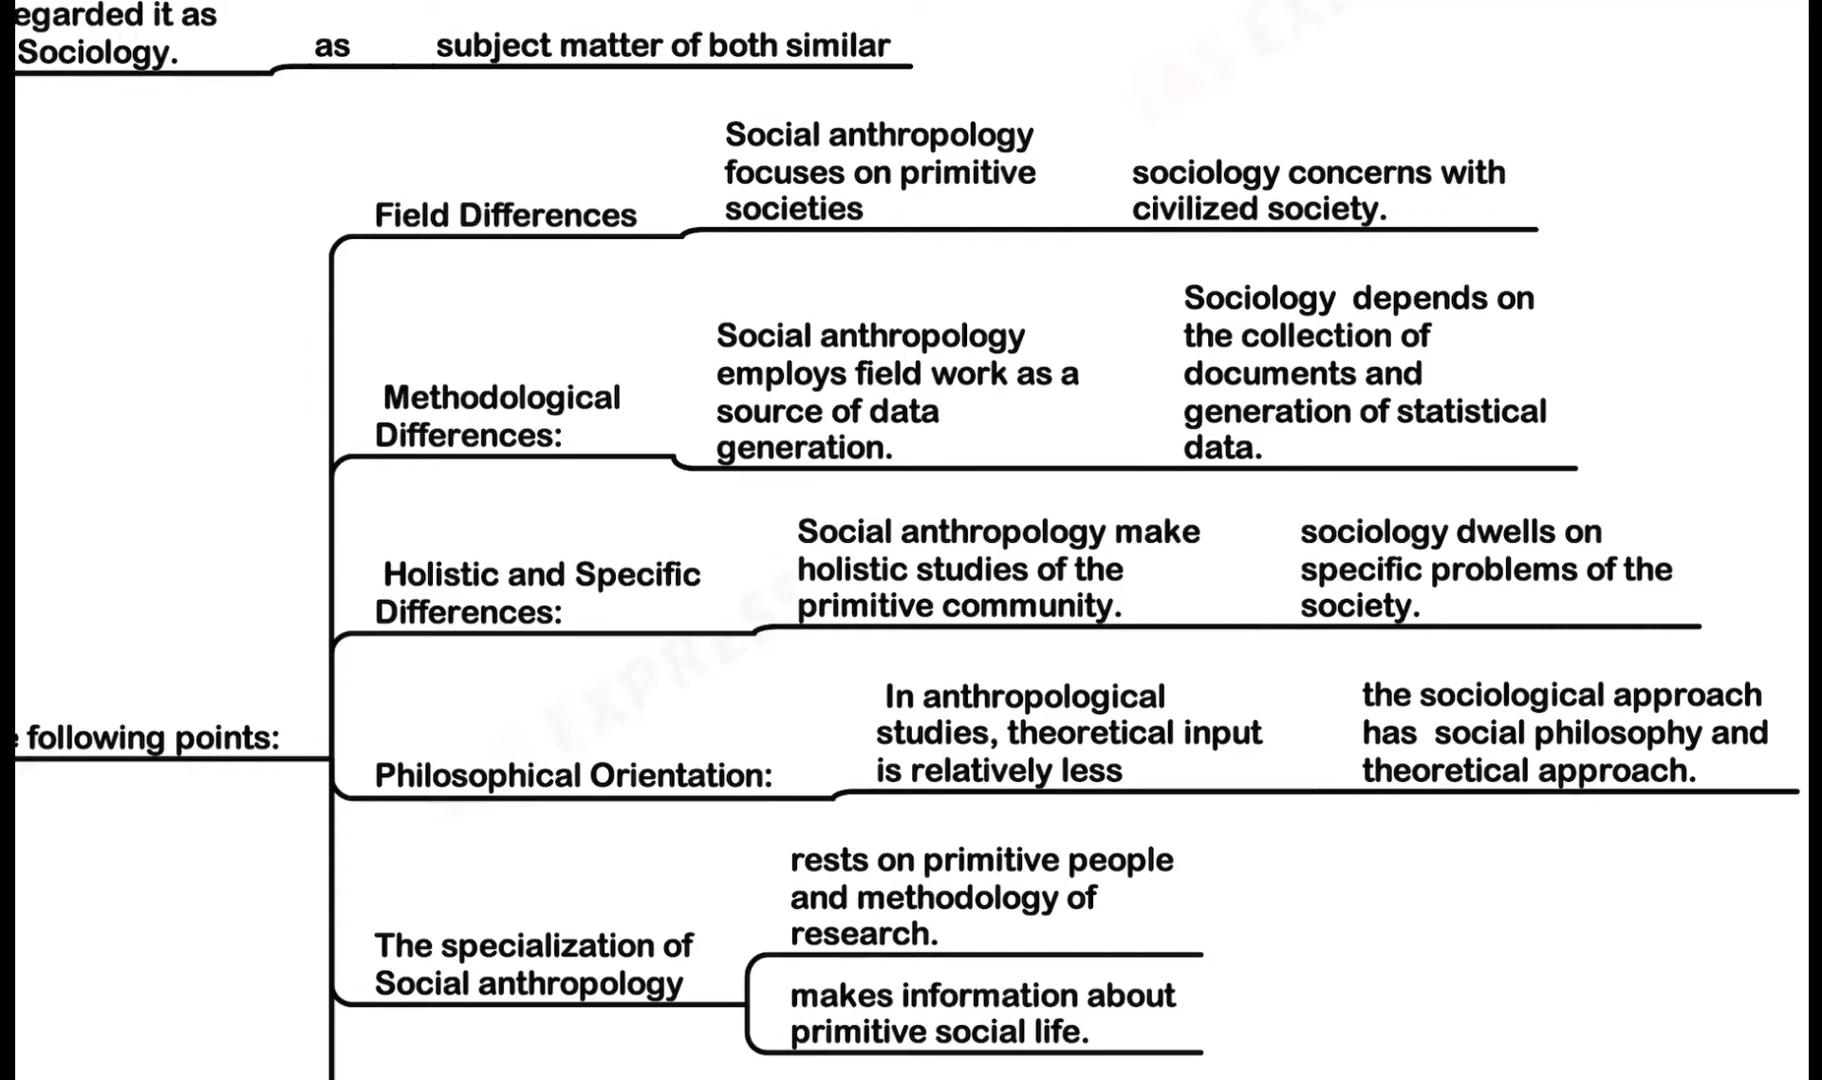 egarded it as
Sociology.
as
subject matter of both similar
Field Differences
Social anthropology
focuses on primitive
societies
sociology concerns with
civilized society.
Methodological
Differences:
Social anthropology
employs field work as a
source of data
generation.
Sociology depends on
the collection of
documents and
generation of statistical
data.
Holistic and Specific
Differences:
Social anthropology make
holistic studies of the
primitive community.
sociology dwells on
specific problems of the
society.
following points:
Philosophical Orientation:
In anthropological
studies, theoretical input
is relatively less
the sociological approach
has social philosophy and
theoretical approach.
The specialization of
Social anthropology
rests on primitive people
and methodology of
research.
makes information about
primitive social life.
IAS EX
EXPRESS